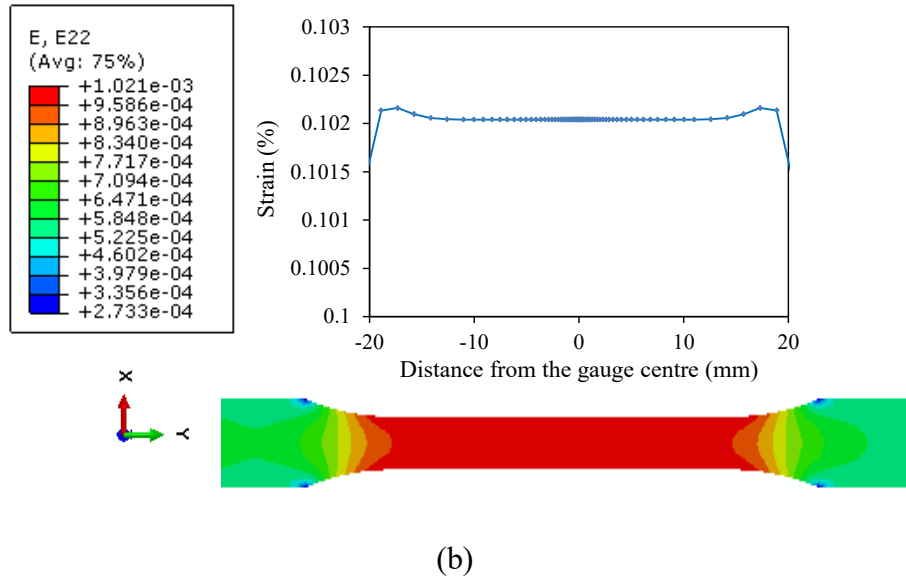 E, E22
(Avg: 75%)
+1.021e-03
+9.586e-04
+8.963e-04
+8.340e-04
+7.717e-04
+7.094e-04
+6.471e-04
+5.848e-04
+5.225e-04
+4.602e-04
+3.979e-04
+3.356e-04
+2.733e-04
0.103
0.1025
0.102
0.1015
0.101
0.1005
0.1
Strain (%)
-20
-10
0
10
20
Distance from the gauge centre (mm)
X
Y
(b)